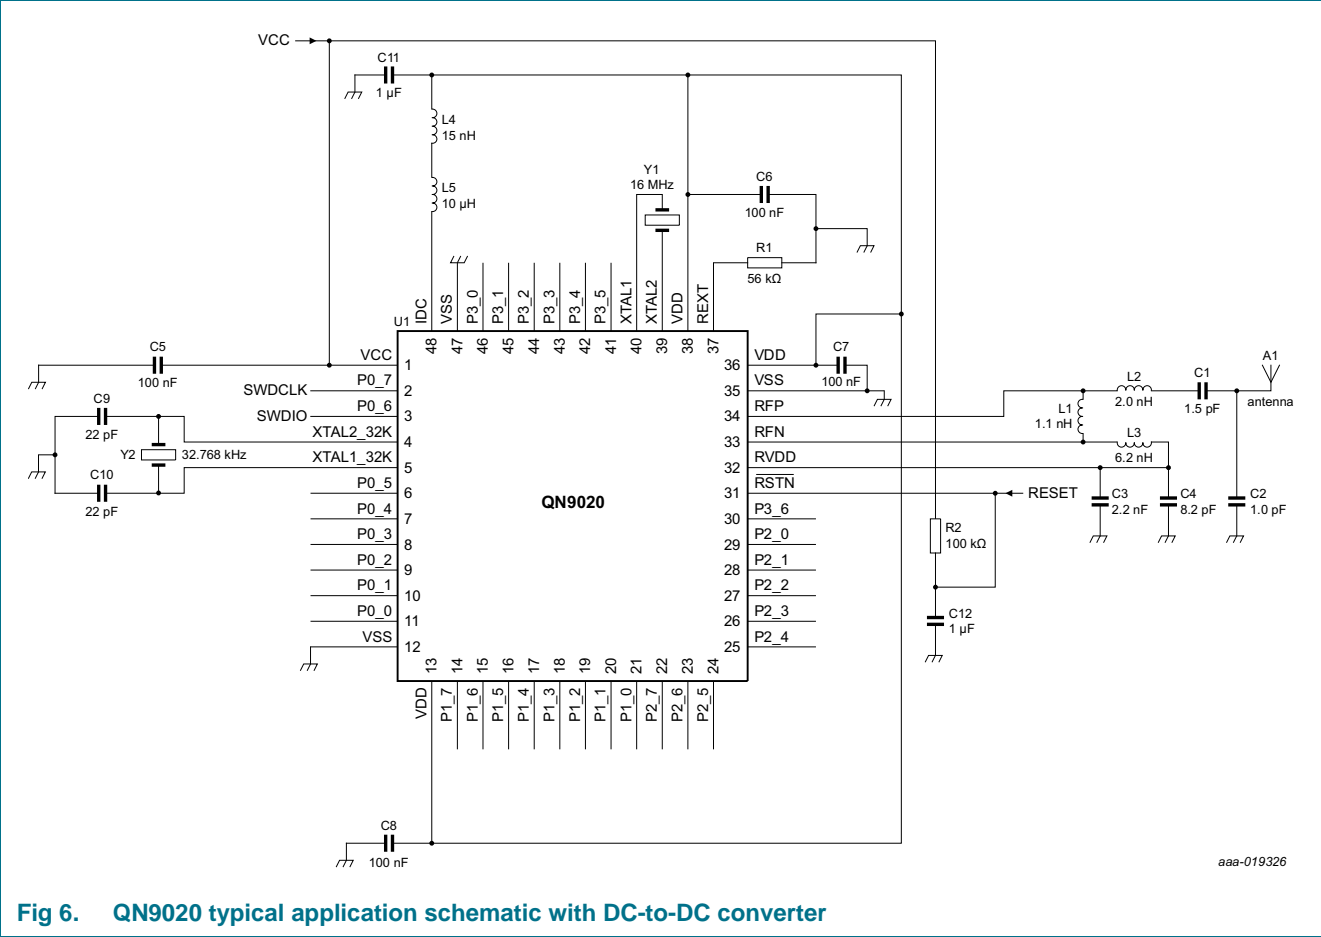 VCC
C11
1 µF
L4
15 nH
L5
10 µH
Y1
16 MHz
C6
100 nF
R1
56 kΩ
U1
IDC
VSS
P3_0
P3_1
P3_2
P3_3
P3_4
P3_5
XTAL1
XTAL2
VDD
REXT
48
47
46
45
44
43
42
41
40
39
38
37
C5
100 nF
SWDCLK
SWDIO
C9
22 pF
Y2
32.768 kHz
C10
22 pF
VCC
1
P0_7
2
P0_6
3
XTAL2_32K
4
XTAL1_32K
5
P0_5
6
P0_4
7
P0_3
8
P0_2
9
P0_1
10
P0_0
11
VSS
12
QN9020
36
VDD
35
VSS
34
RFP
33
RFN
32
RVDD
31
RSTN
30
P3_6
29
P2_0
28
P2_1
27
P2_2
26
P2_3
25
P2_4
C7
100 nF
L1
1.1 nH
L2
2.0 nH
C1
1.5 pF
A1
antenna
L3
6.2 nH
RESET
C3
2.2 nF
C4
8.2 pF
C2
1.0 pF
R2
100 kΩ
C12
1 µF
13
14
15
16
17
18
19
20
21
22
23
24
VDD
P1_7
P1_6
P1_5
P1_4
P1_3
P1_2
P1_1
P1_0
P2_7
P2_6
P2_5
C8
100 nF
aaa-019326
Fig 6. QN9020 typical application schematic with DC-to-DC converter